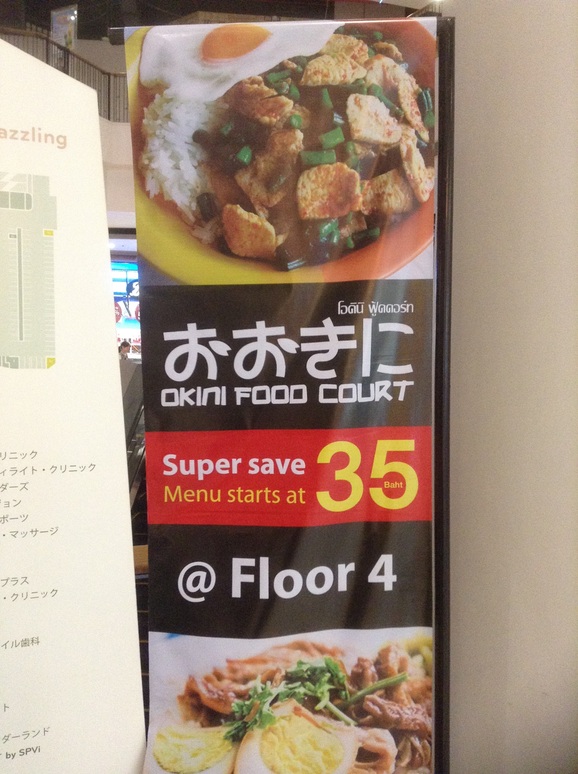 azzling
リニック
ィライト・クリニック
ダーズ
ョン
ポーツ
・マッサージ
プラス
・クリニック
イル歯科
ト
ダーランド
by SPVi
โอคินิ ฟู้ดคอร์ท
おおきに
OKINI FOOD COURT
Super save
Menu starts at 35 Baht
@ Floor 4